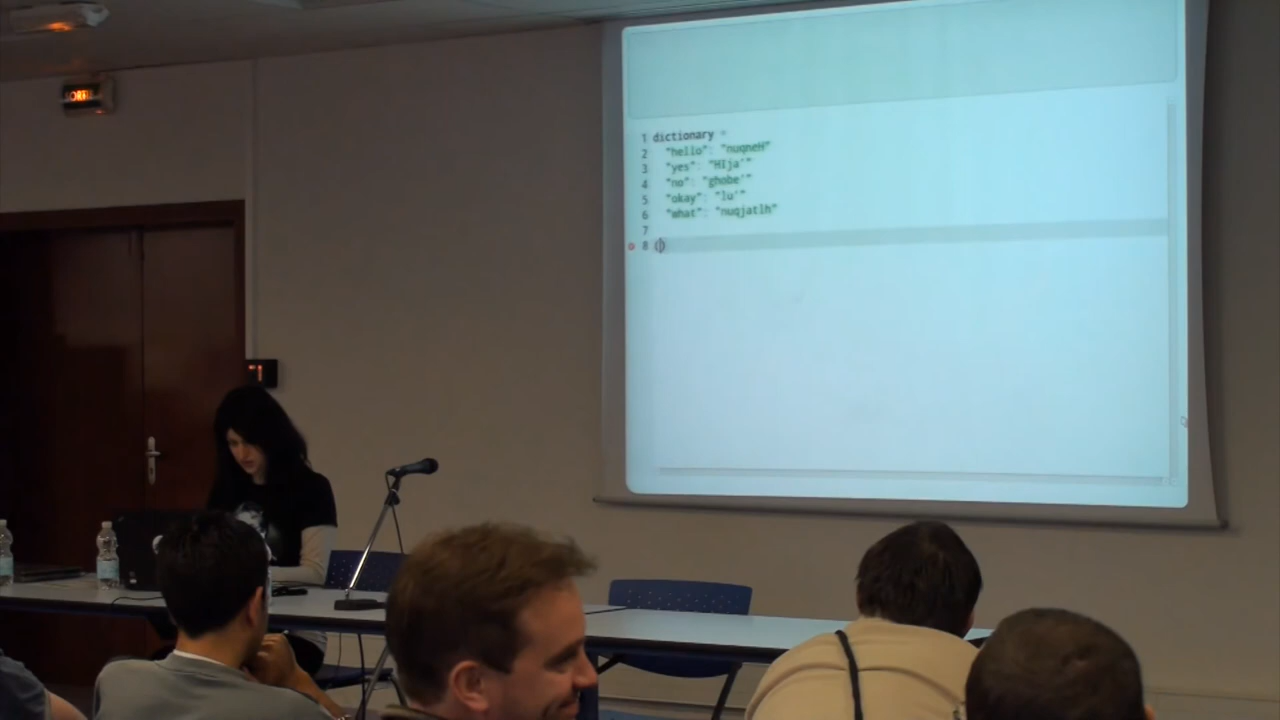 SORTIE
1 dictionary =
2 "hello": "nuqneH"
3 "yes": "HIja'"
4 "no": "ghobe'"
5 "okay": "lu'"
6 "what": "nuqjatlh"
7
8 ()